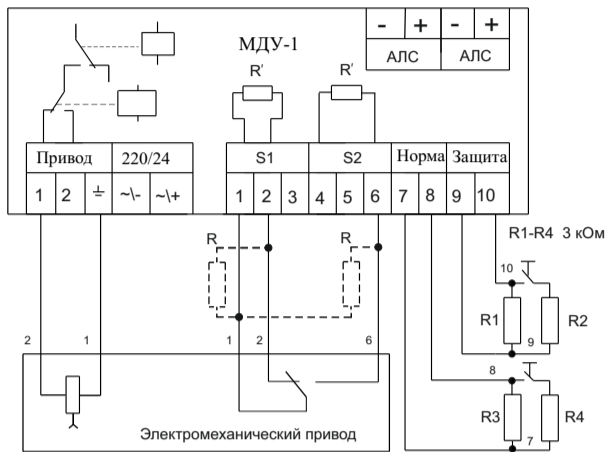 - + - +
АЛС АЛС
МДУ-1
R' R'
Привод 220/24 S1 S2 Норма Защита
1 2 ~\- ~\+ 1 2 3 4 5 6 7 8 9 10
R R
R1-R4 3 кОм
10
R1 R2
9
2 1 1 2 6
8
R3 R4
7
Электромеханический привод